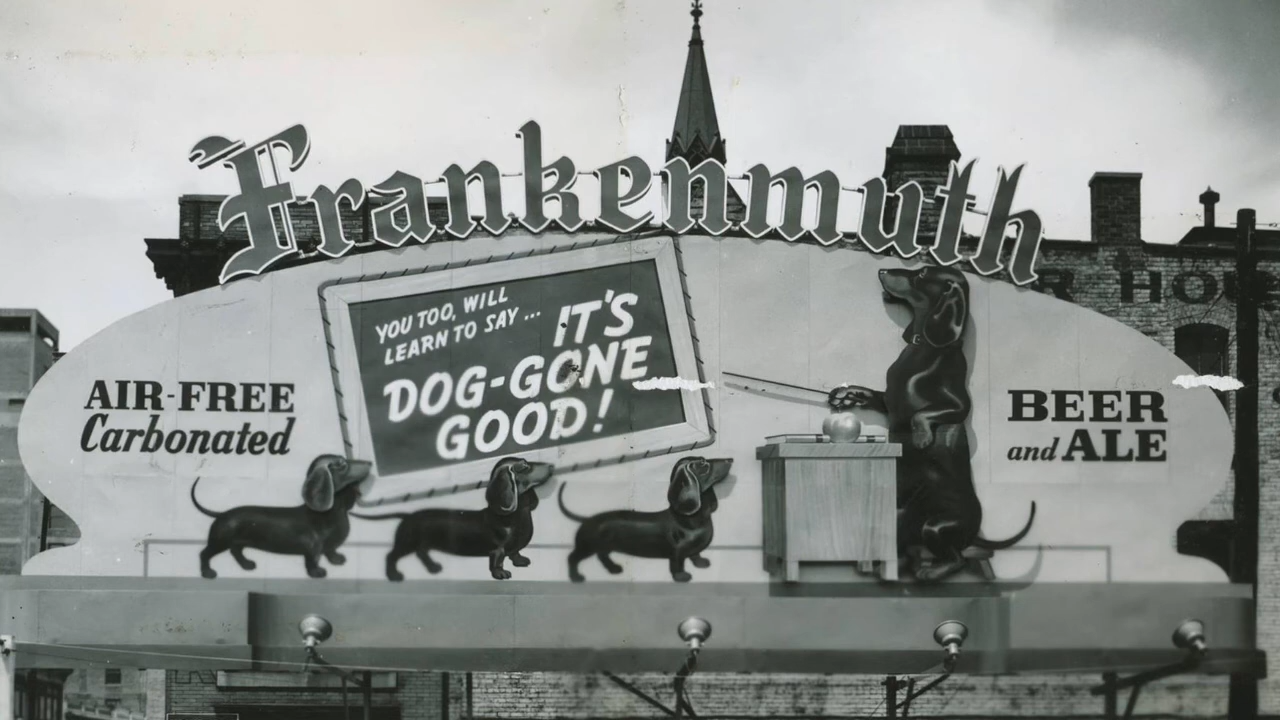 Frankenmuth
YOU TOO, WILL
LEARN TO SAY ... IT'S
DOG-GONE
GOOD!
AIR-FREE
Carbonated
BEER
and ALE